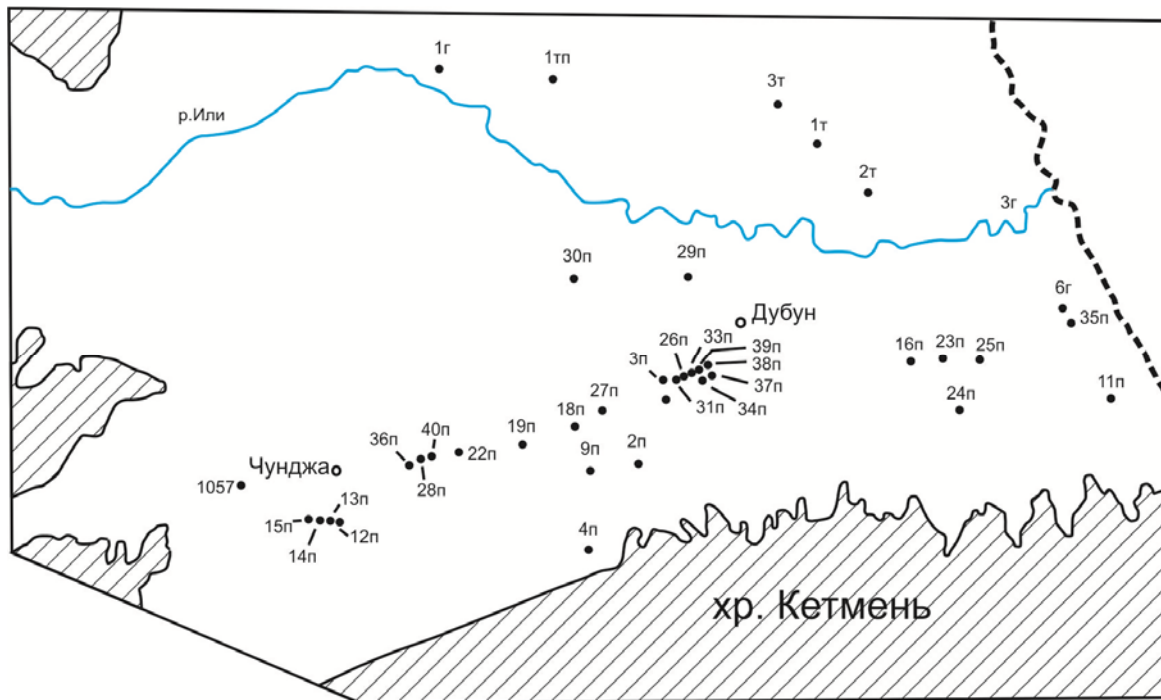 1г
1тп
3т
р.Или
1т
2т
3г
30п
29п
6г
Дубун
35п
26п
33п
39п
38п
37п
3п
31п
34п
16п
23п
25п
24п
11п
27п
18п
19п
9п
2п
36п
40п
22п
28п
Чунджа
1057
13п
15п
14п
12п
4п
хр. Кетмень